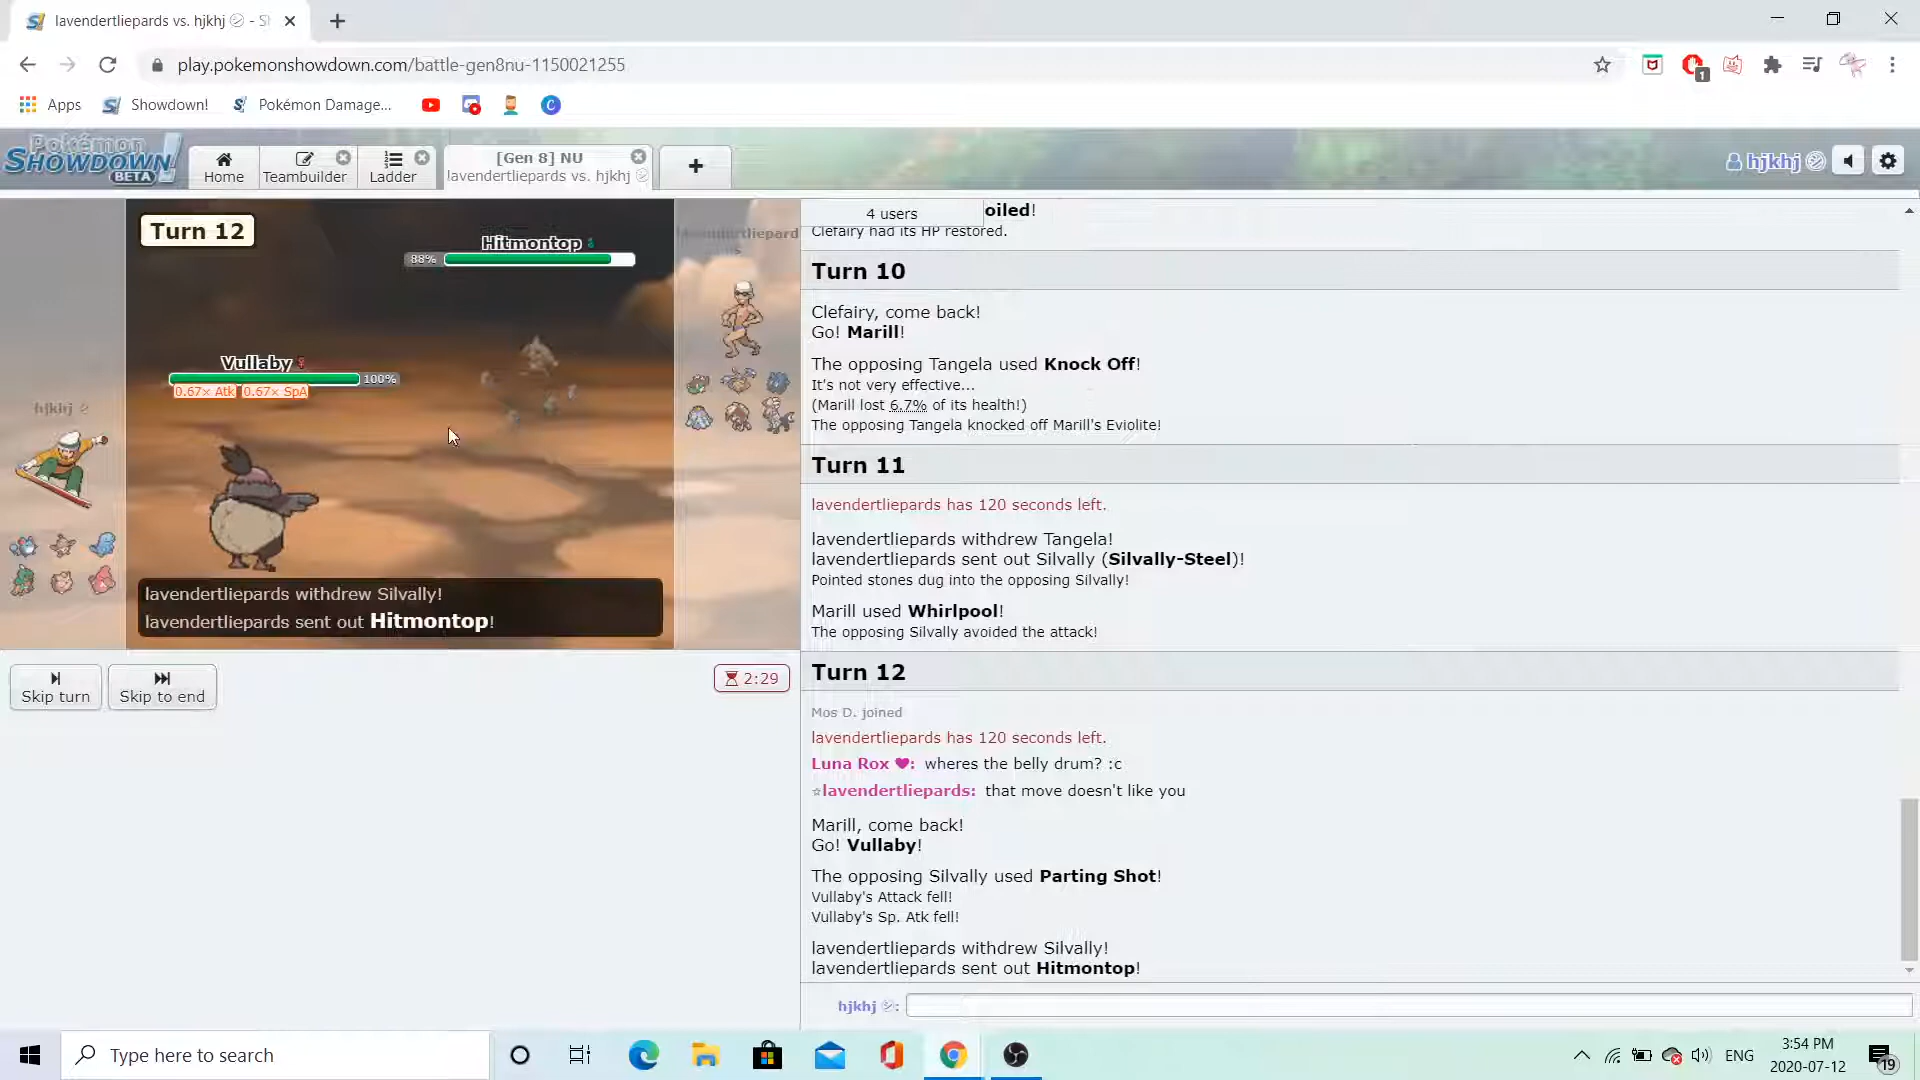 lavendertliepards vs. hjkhj
play.pokemonshowdown.com/battle-gen8nu-1150021255
1
Apps
Showdown!
Pokémon Damage...
Pokémon
SHOWDOWN!
BETA
Home
Teambuilder
Ladder
[Gen 8] NU
lavendertliepards vs. hjkhj
+
hjkhj
Turn 12
Hitmontop
88%
Vullaby
100%
0.67× Atk 0.67× SpA
hjkhj
lavendertliepards withdrew Silvally!
lavendertliepards sent out Hitmontop!
Skip turn
Skip to end
2:29
4 users
oiled!
Clefairy had its HP restored.
Turn 10
Clefairy, come back!
Go! Marill!
The opposing Tangela used Knock Off!
It's not very effective...
(Marill lost 6.7% of its health!)
The opposing Tangela knocked off Marill's Eviolite!
Turn 11
lavendertliepards has 120 seconds left.
lavendertliepards withdrew Tangela!
lavendertliepards sent out Silvally (Silvally-Steel)!
Pointed stones dug into the opposing Silvally!
Marill used Whirlpool!
The opposing Silvally avoided the attack!
Turn 12
Mos D. joined
lavendertliepards has 120 seconds left.
Luna Rox ♥: wheres the belly drum? :c
☆lavendertliepards: that move doesn't like you
Marill, come back!
Go! Vullaby!
The opposing Silvally used Parting Shot!
Vullaby's Attack fell!
Vullaby's Sp. Atk fell!
lavendertliepards withdrew Silvally!
lavendertliepards sent out Hitmontop!
hjkhj :
Type here to search
ENG
3:54 PM
2020-07-12
19